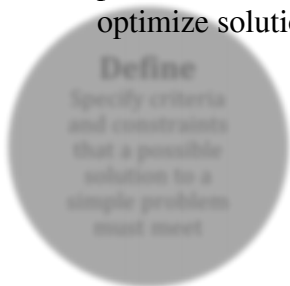 optimize soluti
Define
Specify criteria
and constraints
that a possible
solution to a
simple problem
must meet